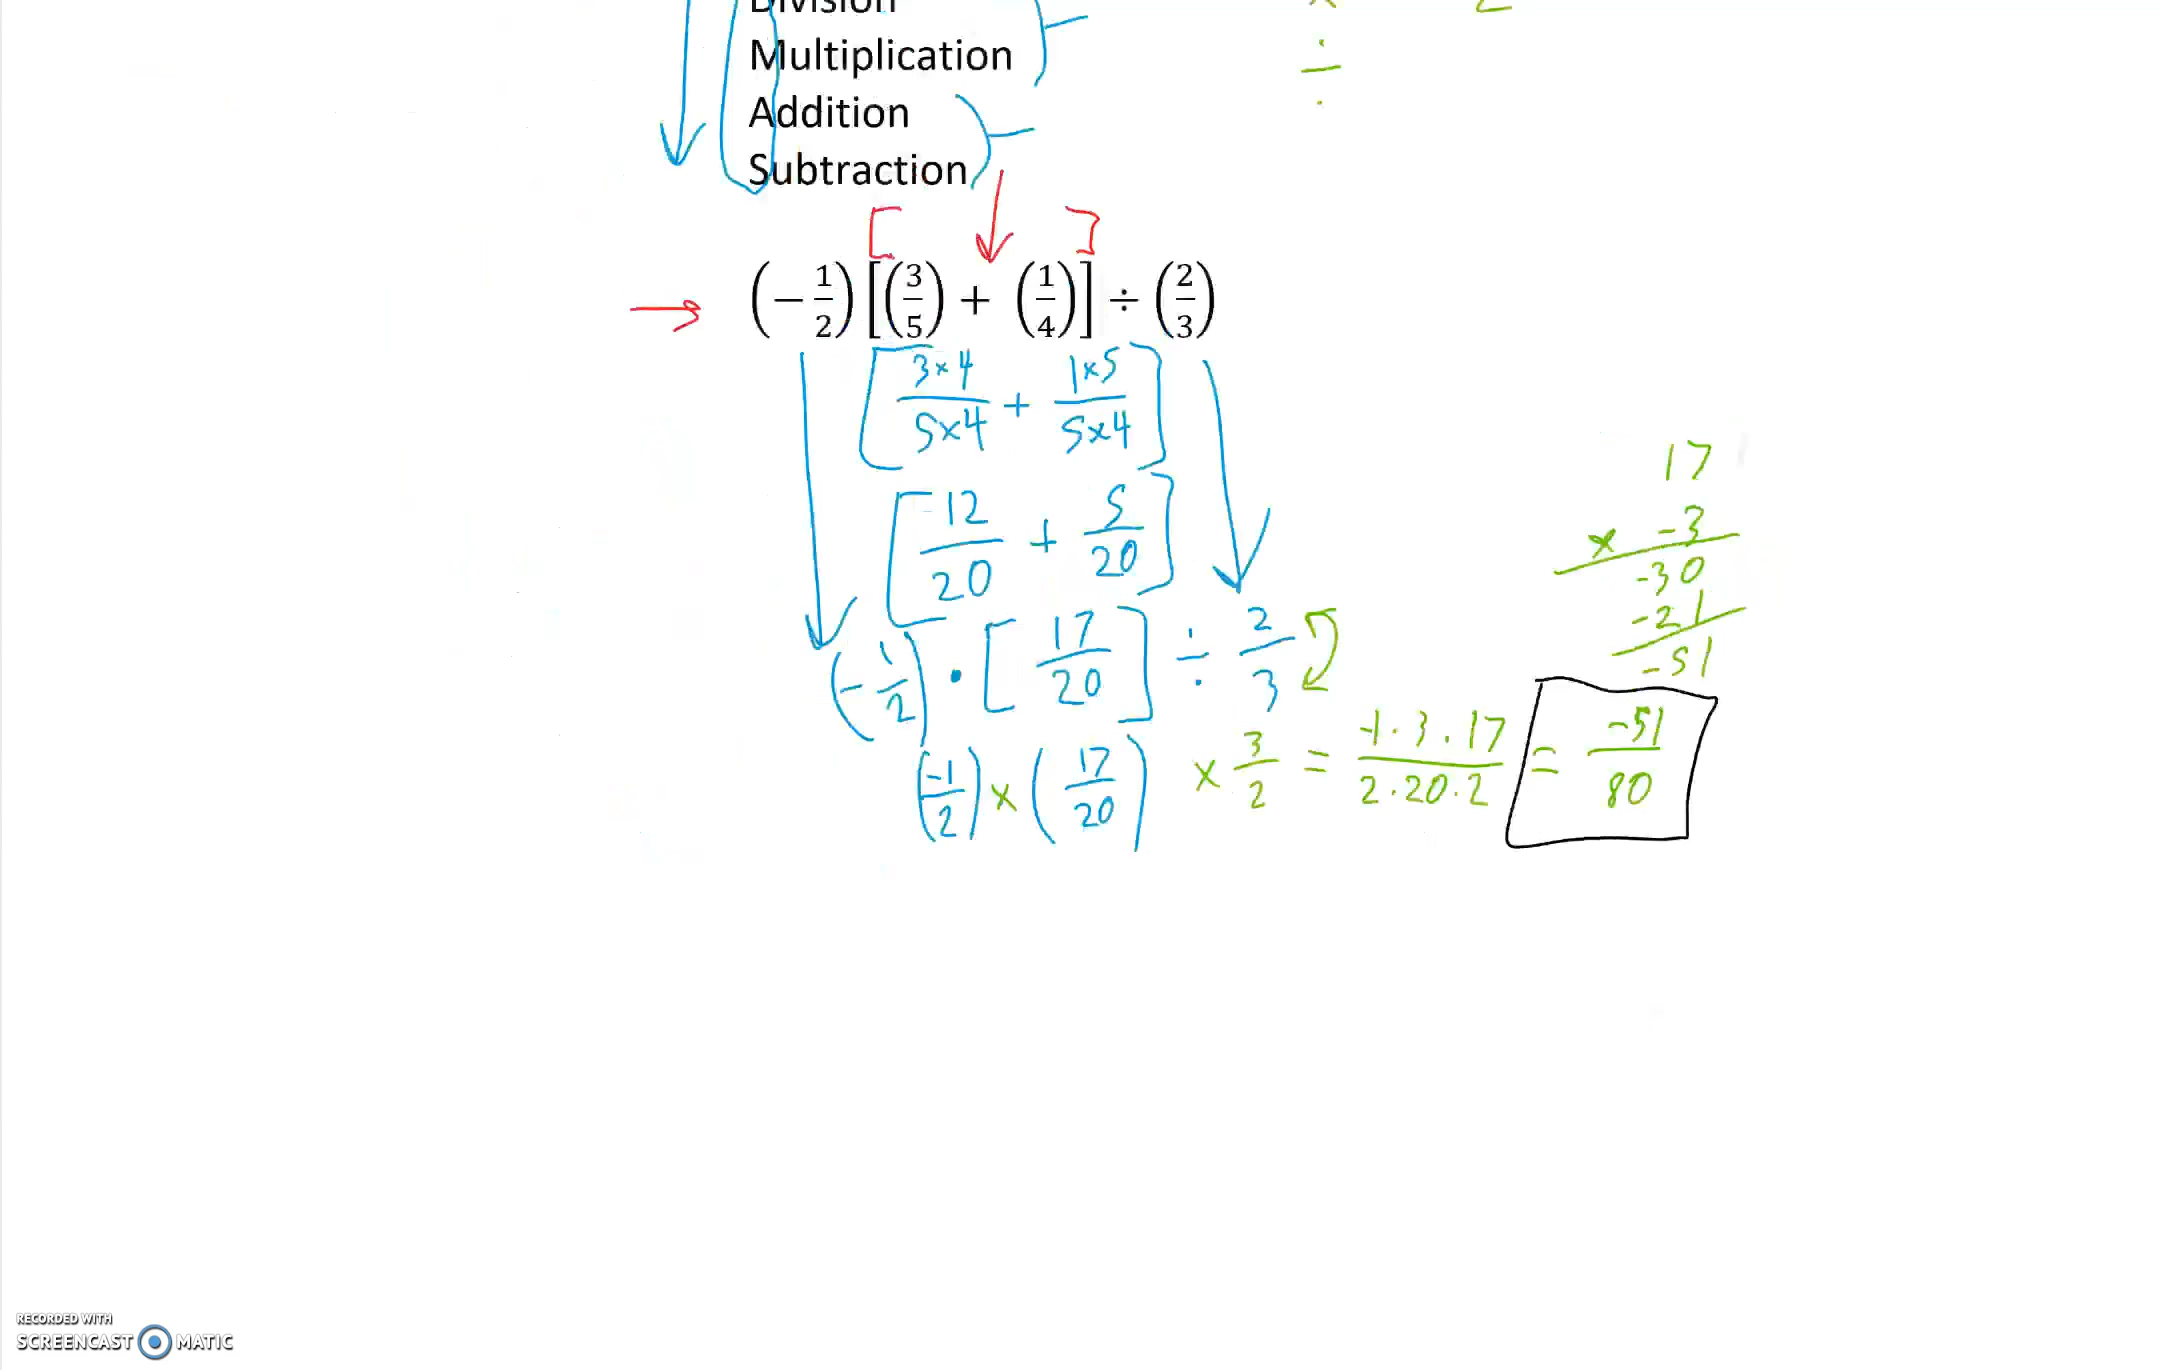 Division
Multiplication
÷
Addition
Subtraction
[ ]
(-1/2)[(3/5) + (1/4)] ÷ (2/3)
[3×4/5×4 + 1×5/5×4]
17
× -3
[12/20 + 5/20]
-30
-21
-51
(-1/2) · [17/20] ÷ 2/3
(-1/2) × (17/20) × 3/2 = -1·3·17/2·20·2 = -51/80
RECORDED WITH
SCREENCAST MATIC